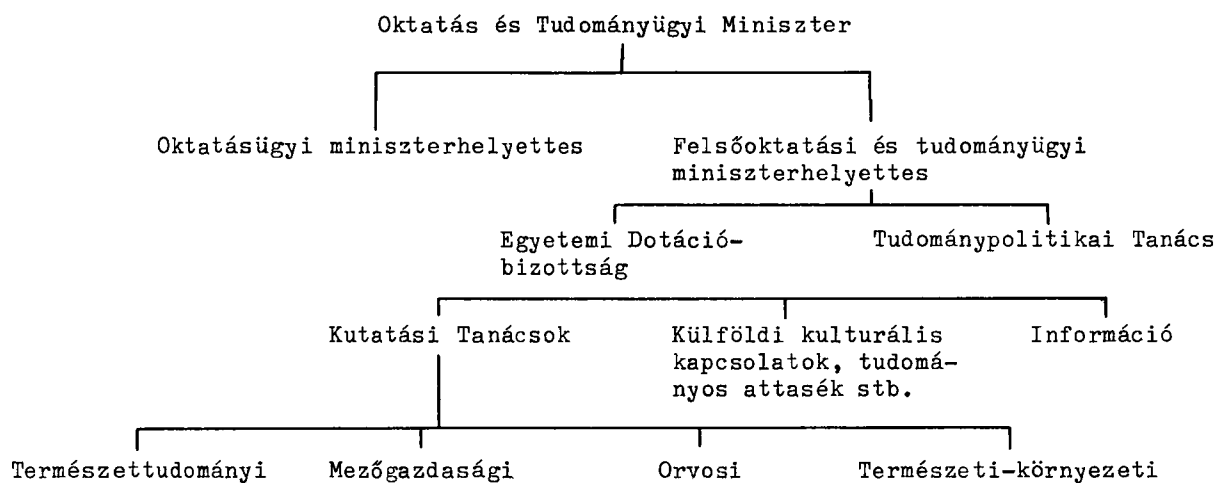 Oktatás és Tudományügyi Miniszter
Oktatásügyi miniszterhelyettes
Felsőoktatási és tudományügyi
miniszterhelyettes
Egyetemi Dotáció-
bizottság
Tudománypolitikai Tanács
Kutatási Tanácsok
Külföldi kulturális
kapcsolatok, tudomá-
nyos attasék stb.
Információ
Természettudományi
Mezőgazdasági
Orvosi
Természeti-környezeti